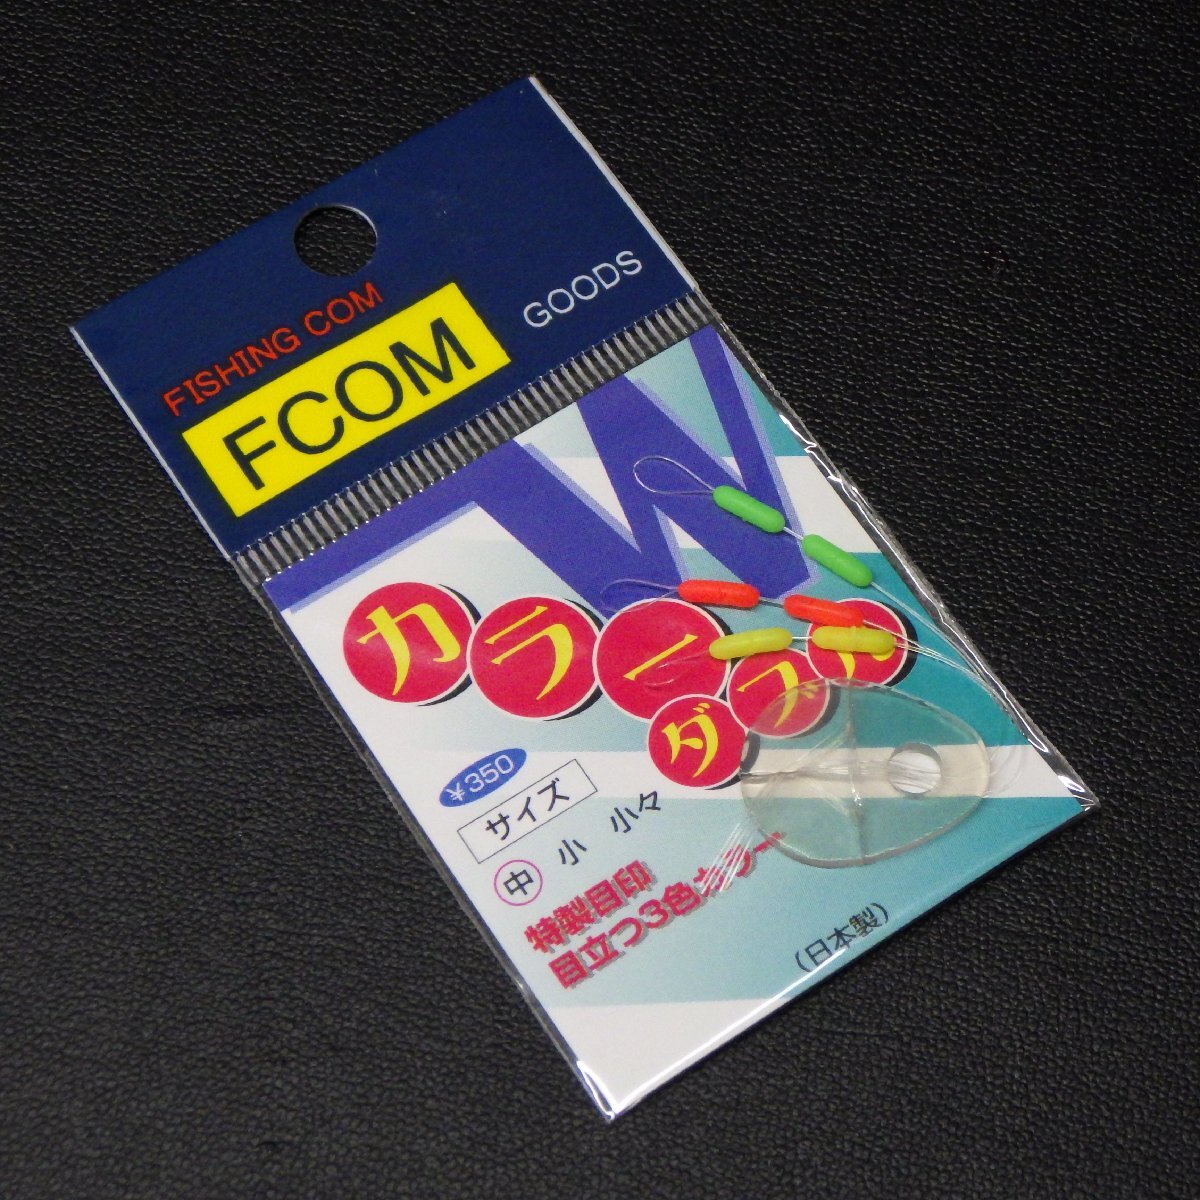 FISHING COM
FCOM
GOODS
W
カラー
ダブル
¥350
サイズ
中 小 小々
特製目印
目立つ3色カラー
(日本製)